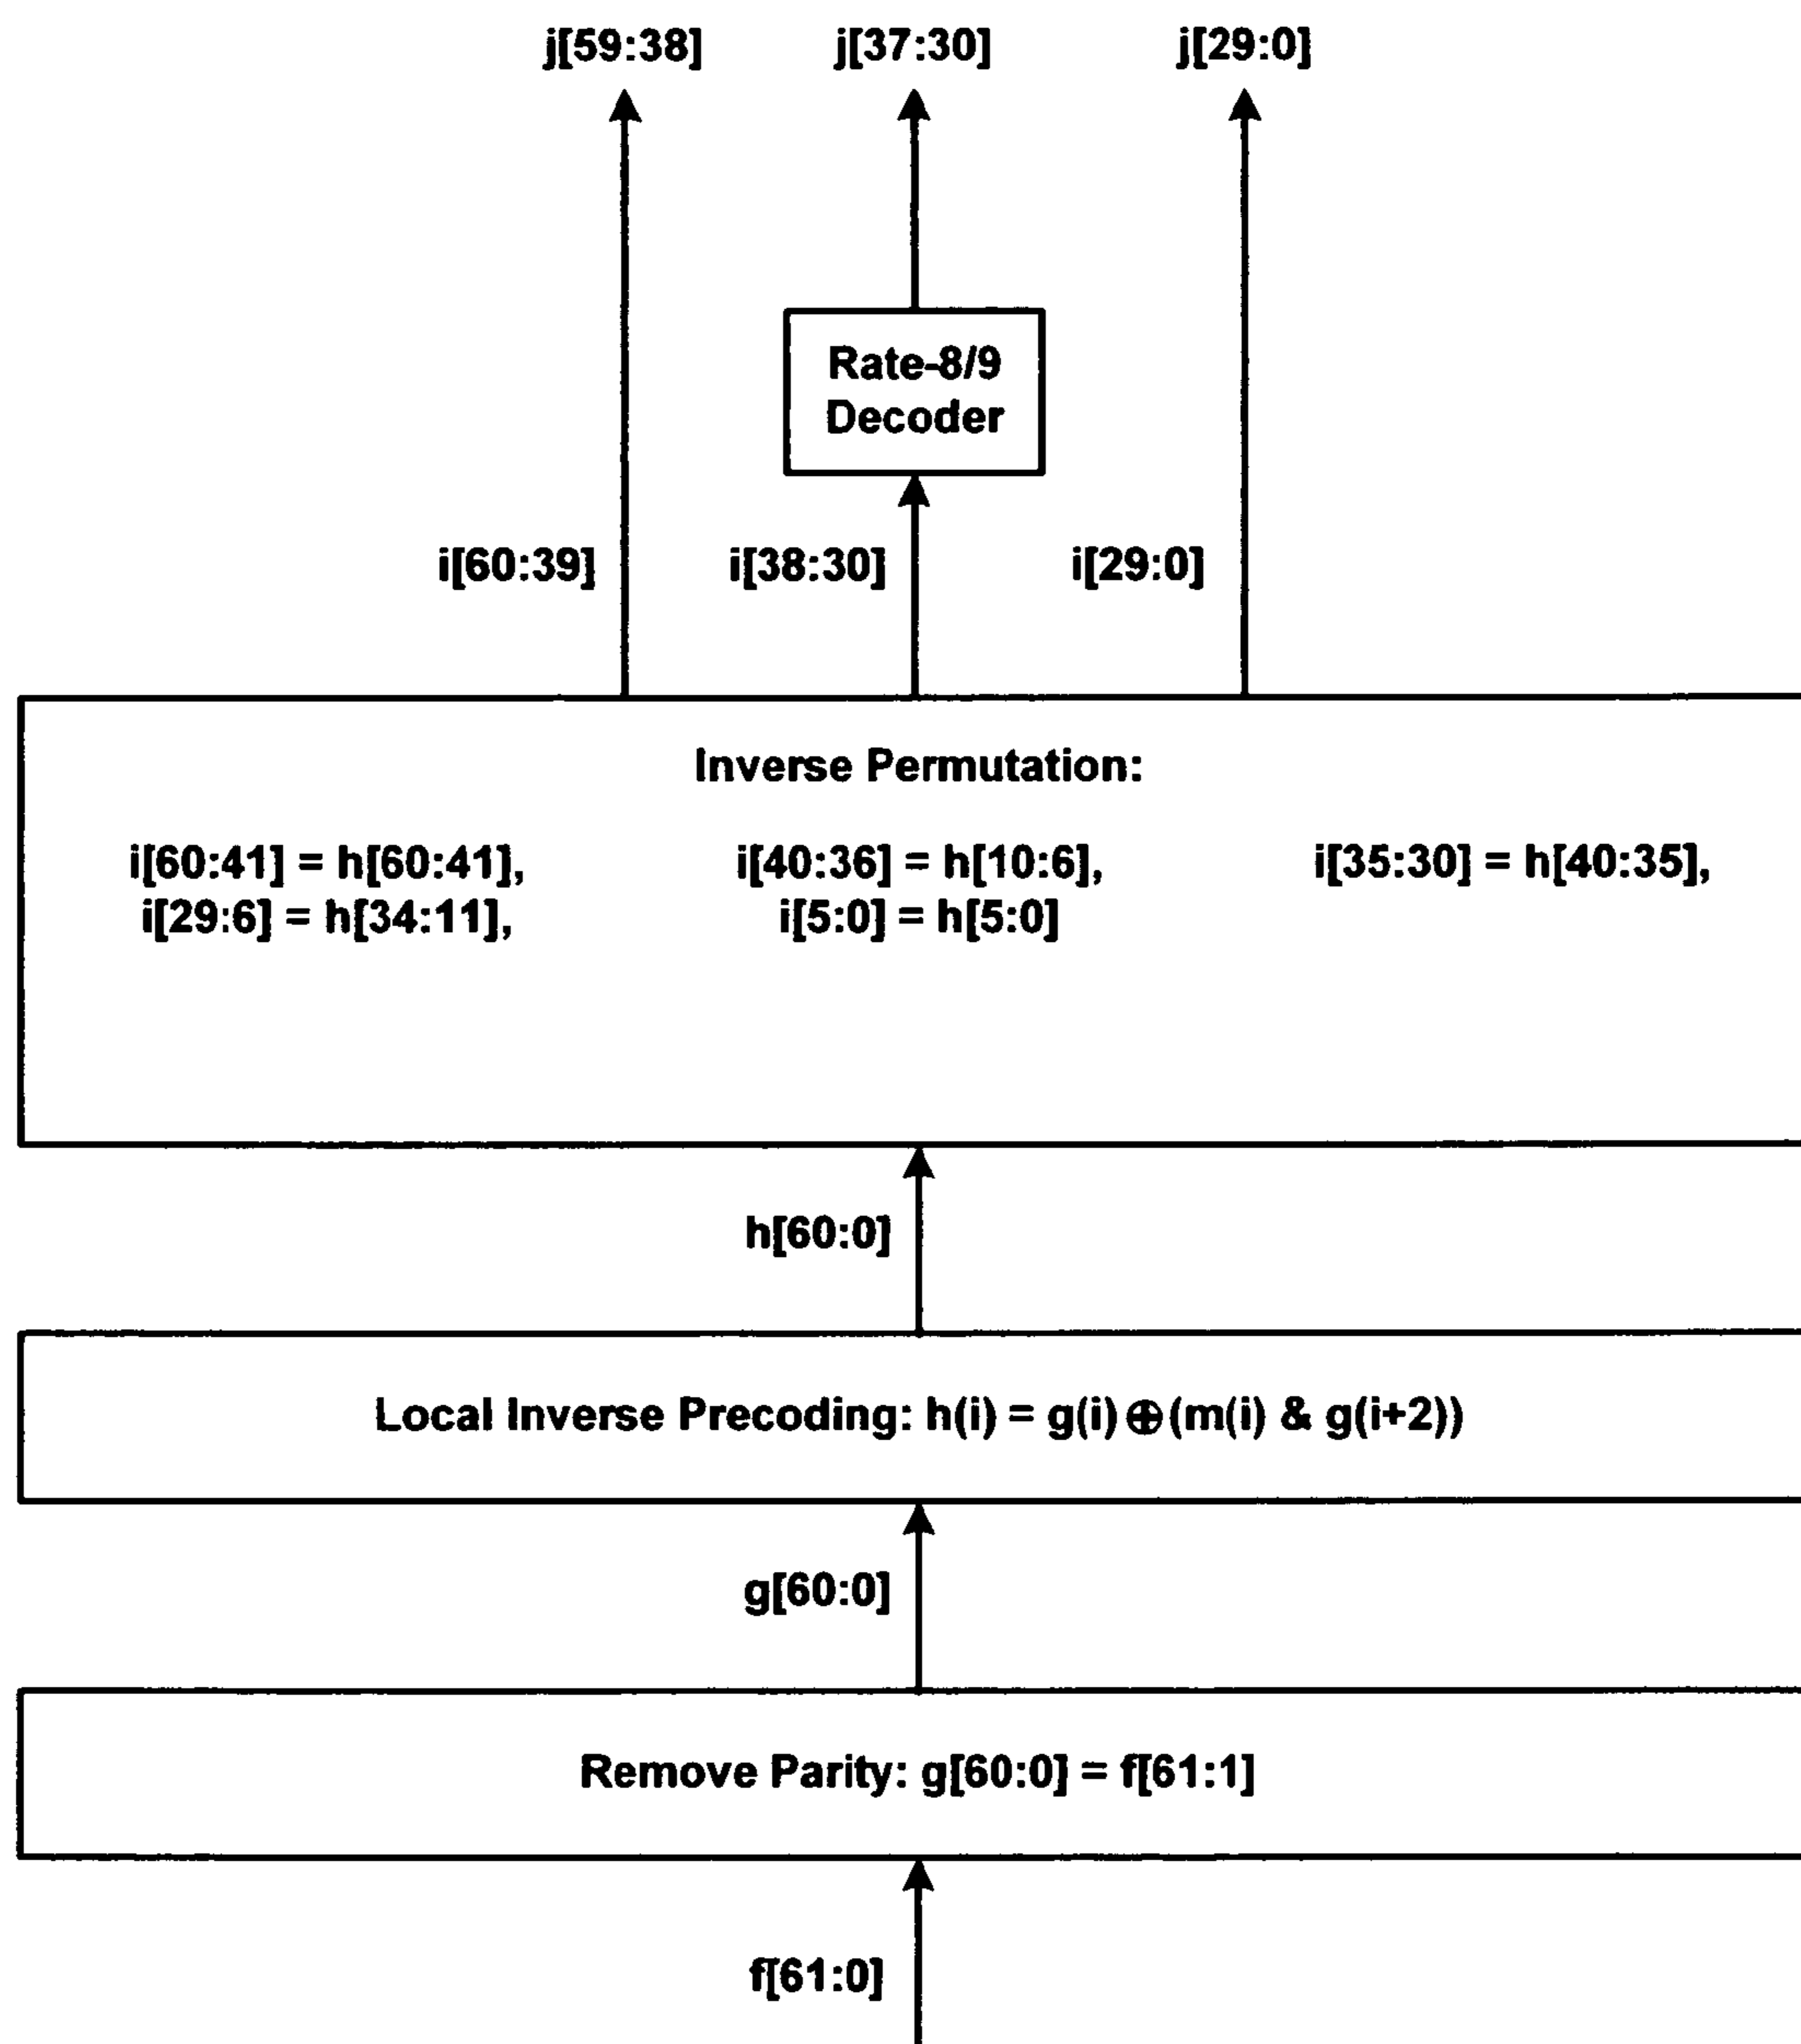 j[59:38] j[37:30] j[29:0]
Rate-8/9
Decoder
i[60:39] i[38:30] i[29:0]
Inverse Permutation:
i[60:41] = h[60:41], i[40:36] = h[10:6], i[35:30] = h[40:35],
i[29:6] = h[34:11], i[5:0] = h[5:0]
h[60:0]
Local Inverse Precoding: h(i) = g(i)⊕(m(i) & g(i+2))
g[60:0]
Remove Parity: g[60:0] = f[61:1]
f[61:0]